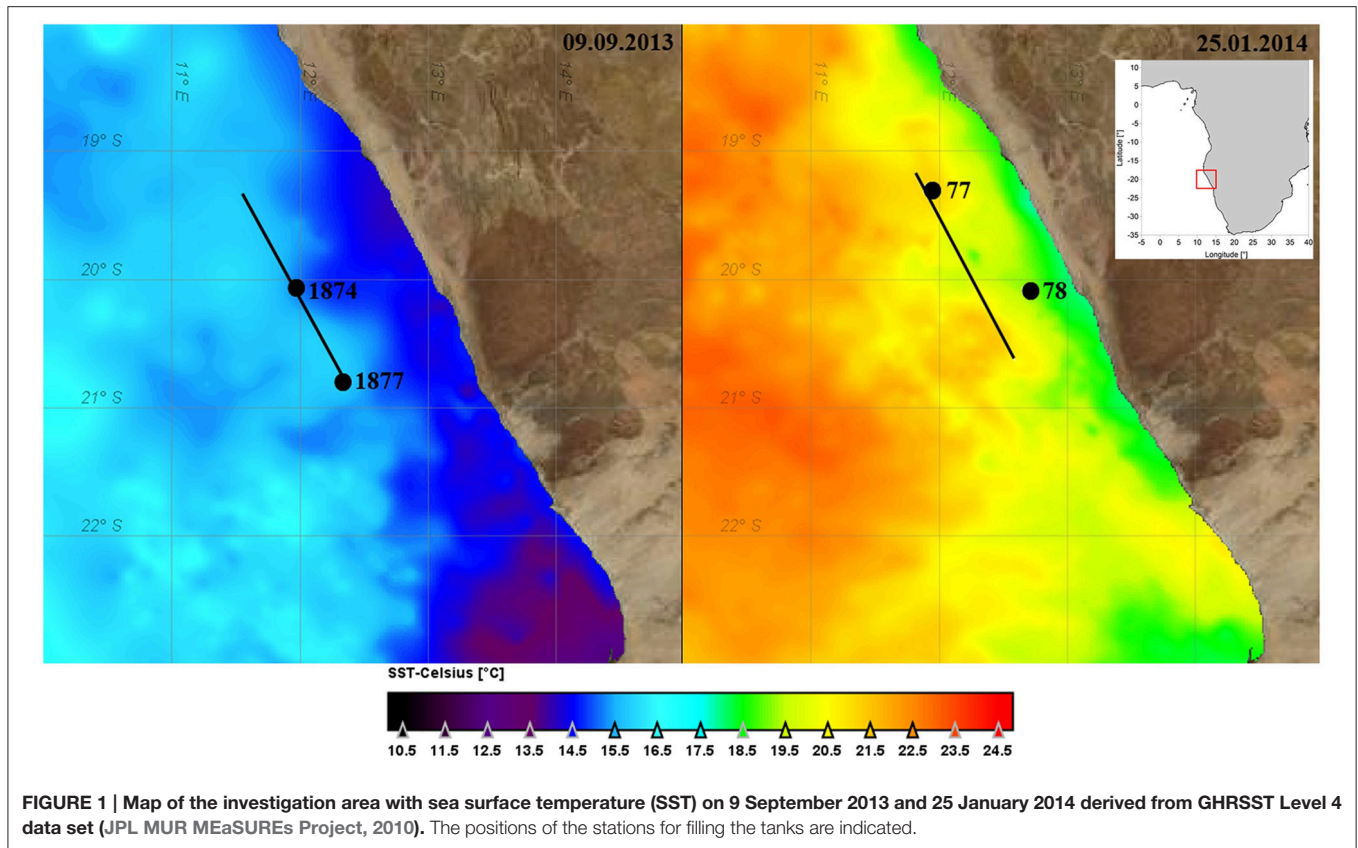 09.09.2013
25.01.2014
11° E
12° E
13° E
14° E
11° E
12° E
13° E
19° S
20° S
21° S
22° S
19° S
20° S
21° S
22° S
1874
1877
77
78
Latitude [°]
10
5
0
-5
-10
-15
-20
-25
-30
-35
-5 0 5 10 15 20 25 30 35 40
Longitude [°]
SST-Celsius [°C]
10.5 11.5 12.5 13.5 14.5 15.5 16.5 17.5 18.5 19.5 20.5 21.5 22.5 23.5 24.5
FIGURE 1 | Map of the investigation area with sea surface temperature (SST) on 9 September 2013 and 25 January 2014 derived from GHRSST Level 4
data set (JPL MUR MEaSUREs Project, 2010). The positions of the stations for filling the tanks are indicated.